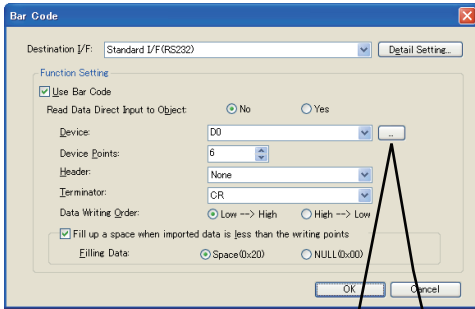 Bar Code
Destination I/F: Standard I/F(RS232) Detail Setting...
Function Setting
Use Bar Code
Read Data Direct Input to Object: No Yes
Device: D0 ...
Device Points: 6
Header: None
Terminator: CR
Data Writing Order: Low --> High High --> Low
Fill up a space when imported data is less than the writing points
Filling Data: Space(0x20) NULL(0x00)
OK Cancel